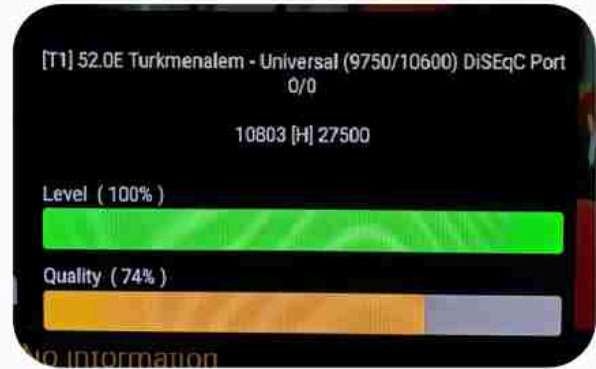 [T1] 52.0E Turkmenalem - Universal (9750/10600) DiSEqC Port
0/0
10803 [H] 27500
Level ( 100% )
Quality ( 74% )
No information